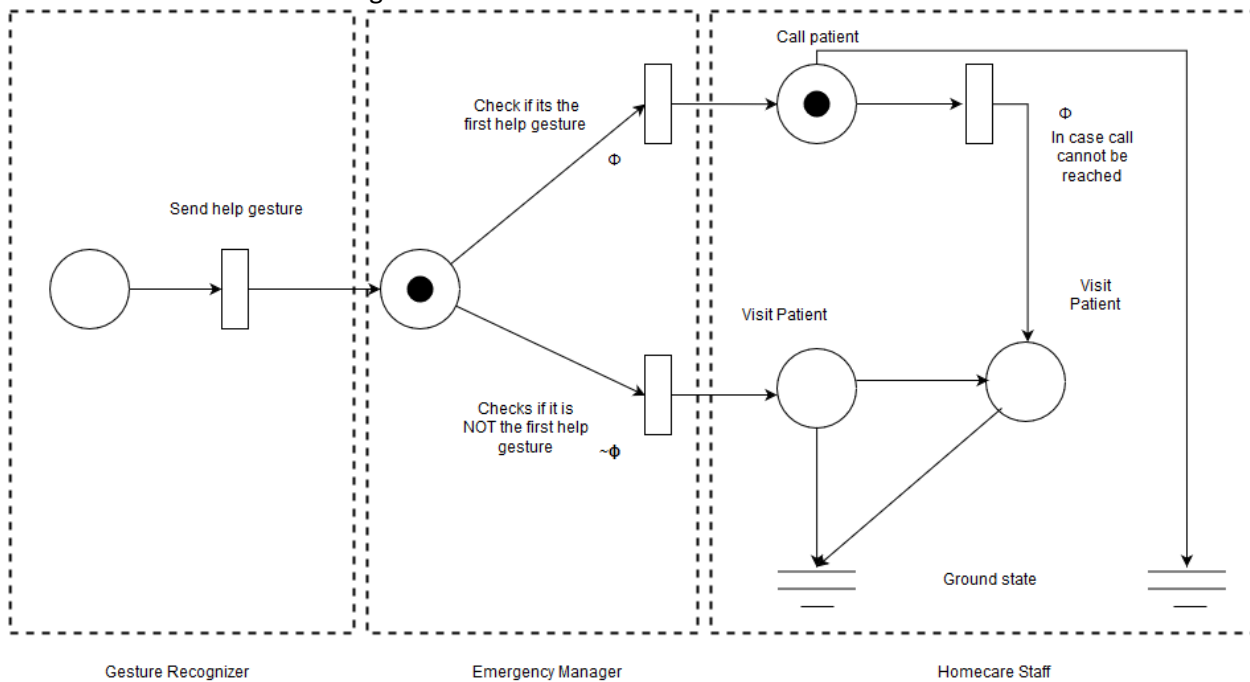 Call patient
Check if its the
first help gesture
Φ
Φ
In case call
cannot be
reached
Send help gesture
Visit
Patient
Visit Patient
Checks if it is
NOT the first help
gesture
~Φ
Ground state
Gesture Recognizer
Emergency Manager
Homecare Staff